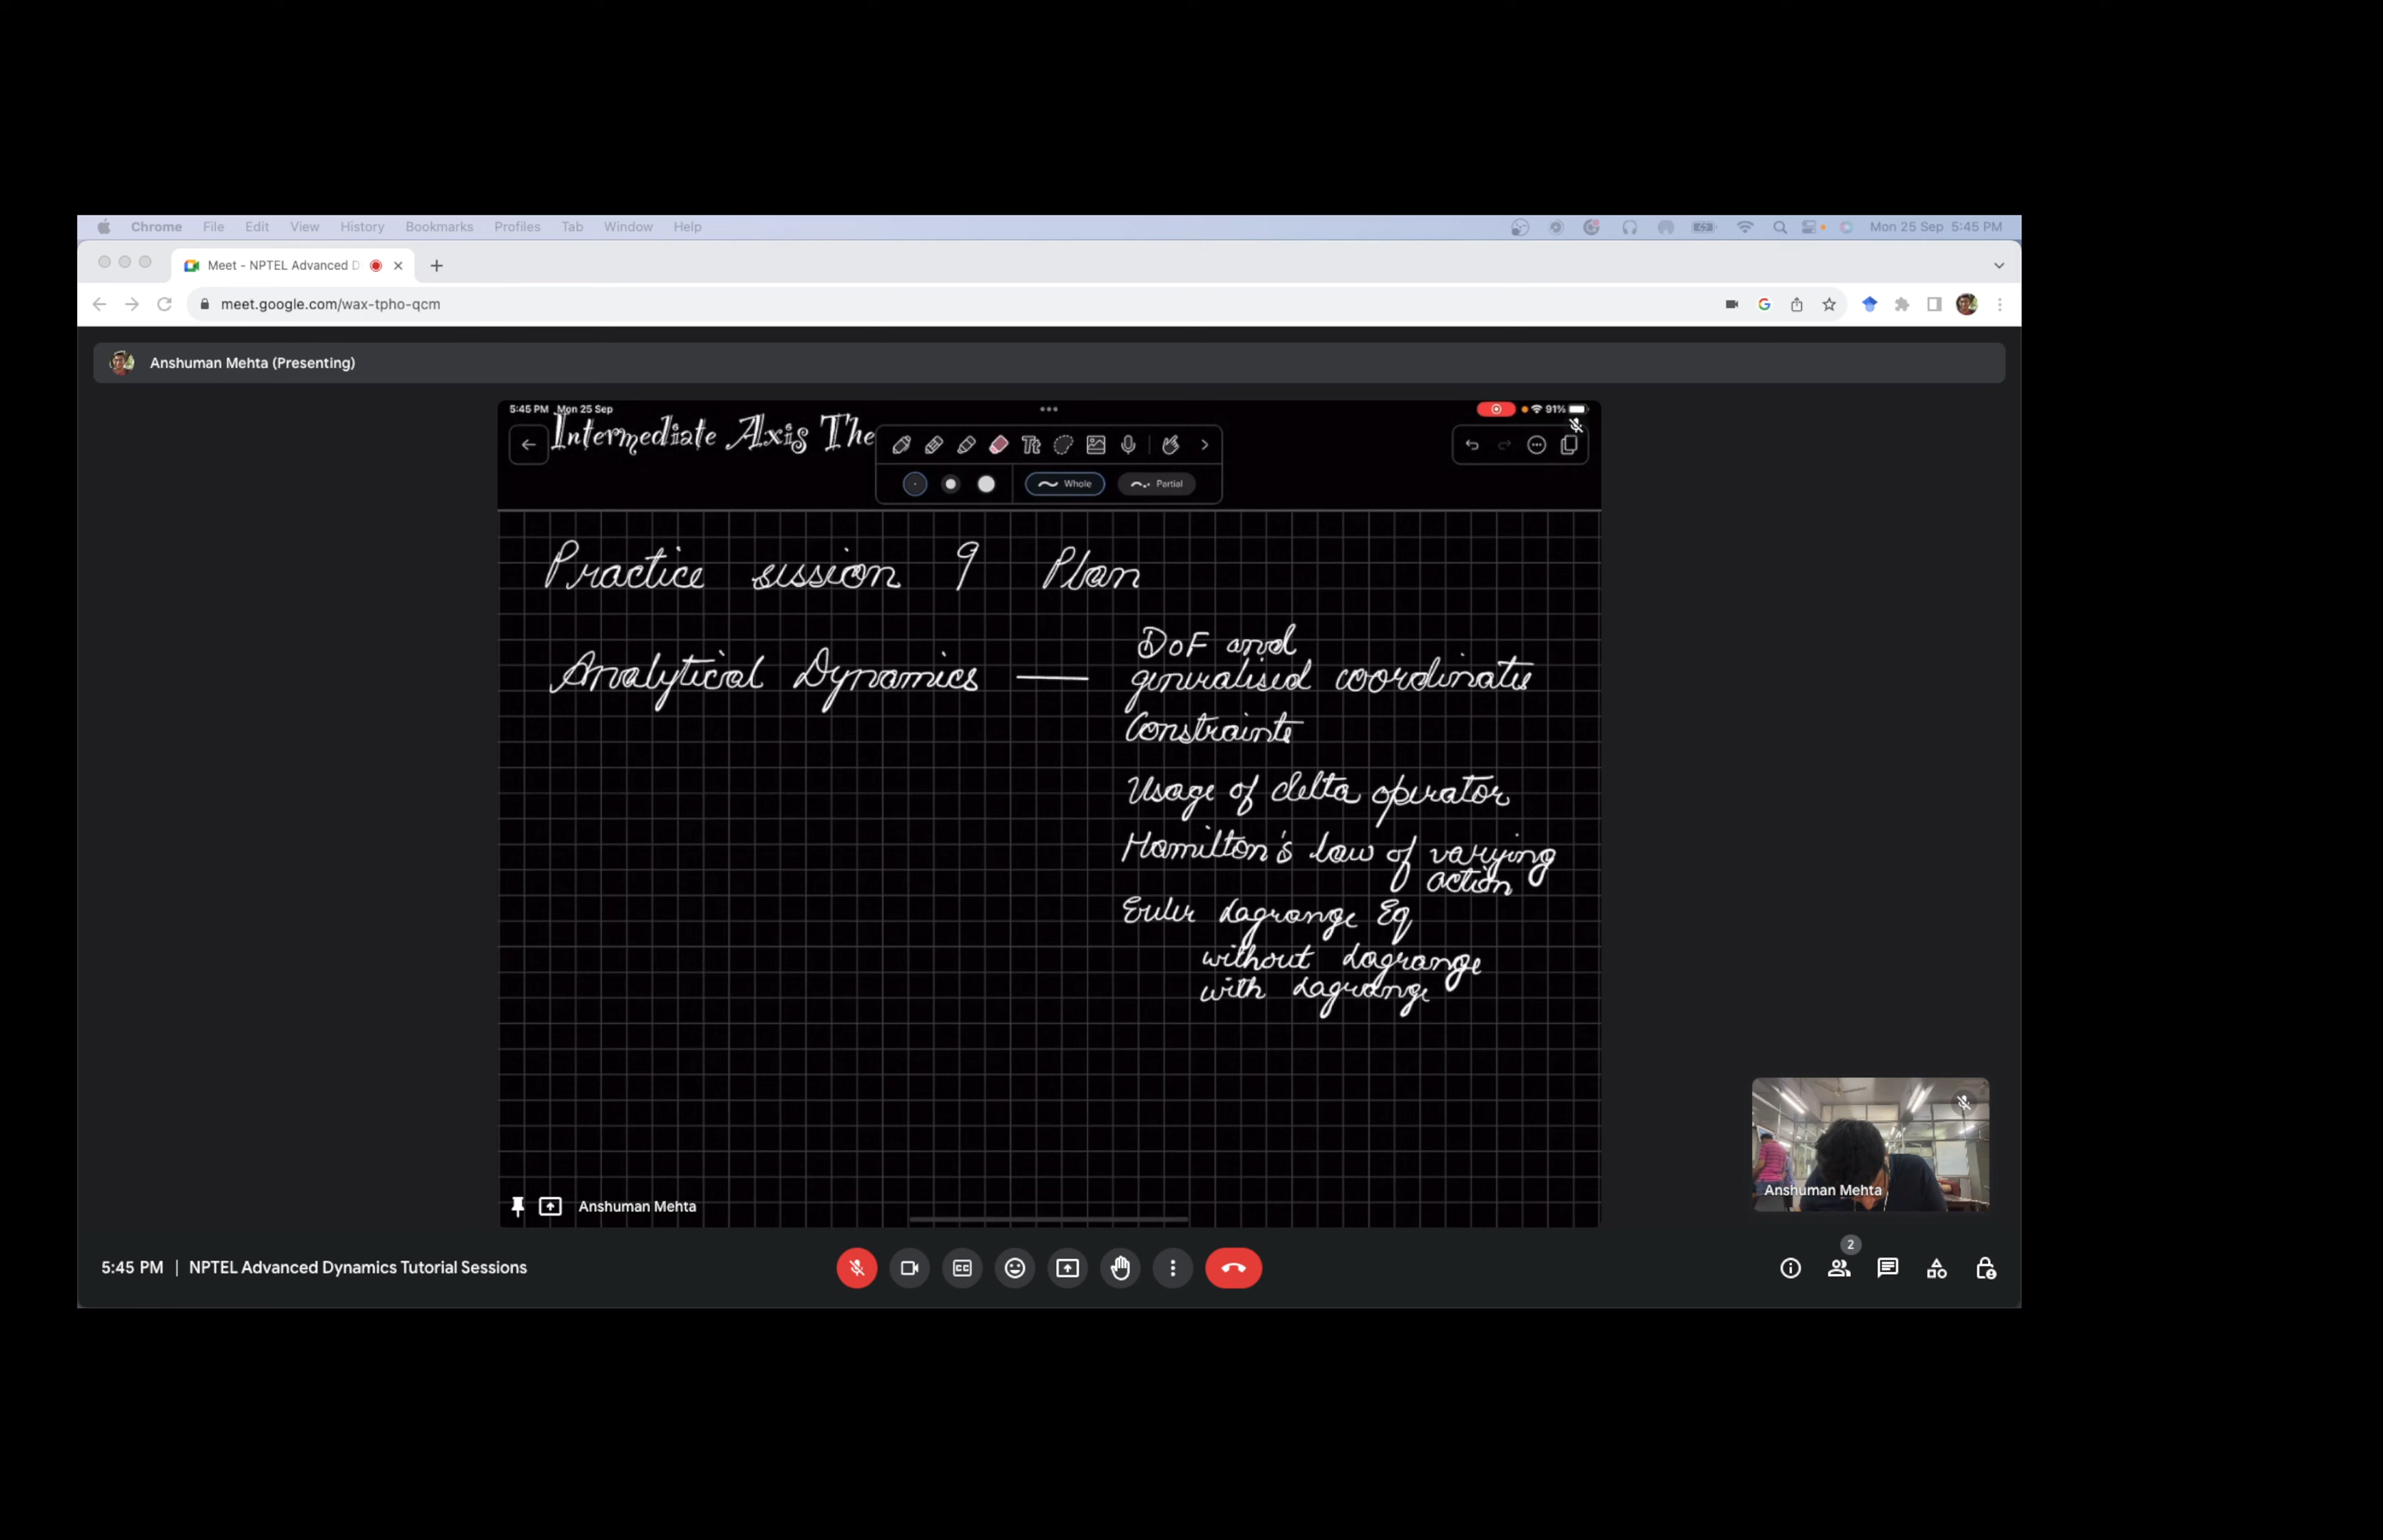 Chrome File Edit View History Bookmarks Profiles Tab Window Help Mon 25 Sep 5:45 PM
Meet - NPTEL Advanced D
meet.google.com/wax-tpho-qcm
Anshuman Mehta (Presenting)
5:45 PM Mon 25 Sep 91%
Intermediate Axis The
Tt
Whole Partial
Practice session 9 Plan
DoF and
Analytical Dynamics — generalised coordinates
Constraints
Usage of delta operator
Hamilton's law of varying
action
Euler Lagrange Eq
without Lagrange
with Lagrange
Anshuman Mehta
Anshuman Mehta
2
5:45 PM | NPTEL Advanced Dynamics Tutorial Sessions
CC